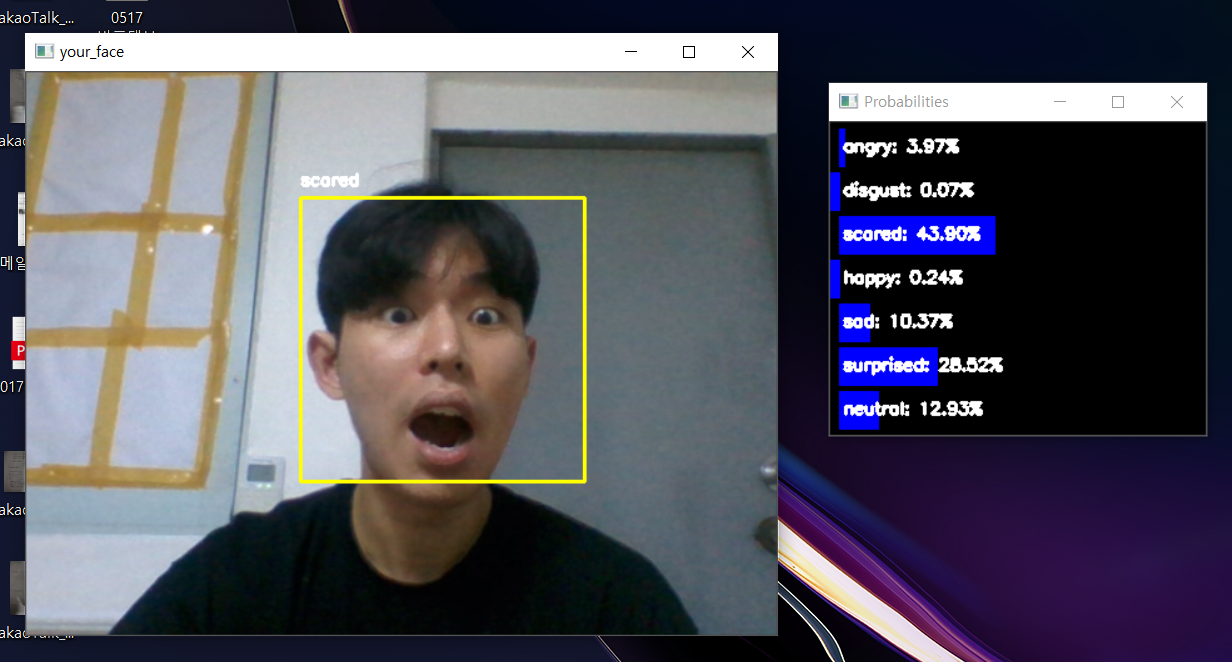 akaoTalk_...
0517
your_face
Probabilities
scored
angry: 3.97%
disgust: 0.07%
scared: 43.90%
happy: 0.24%
sad: 10.37%
surprised: 28.52%
neutral: 12.93%
akao
메일
P
017
akao
akaoTalk_...